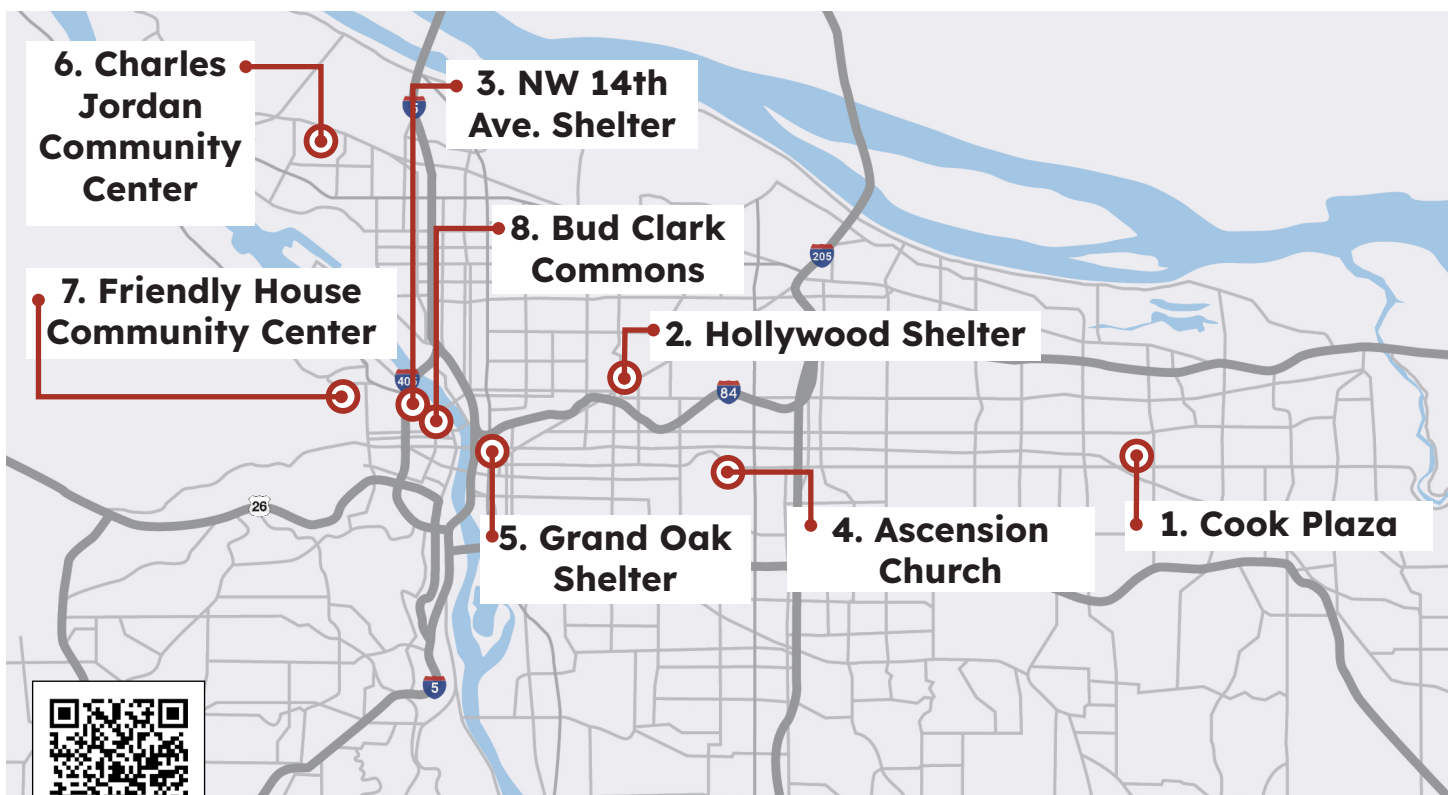 6. Charles
Jordan
Community
Center
3. NW 14th
Ave. Shelter
5
8. Bud Clark
Commons
205
7. Friendly House
Community Center
2. Hollywood Shelter
405
84
26
5. Grand Oak
Shelter
4. Ascension
Church
1. Cook Plaza
5